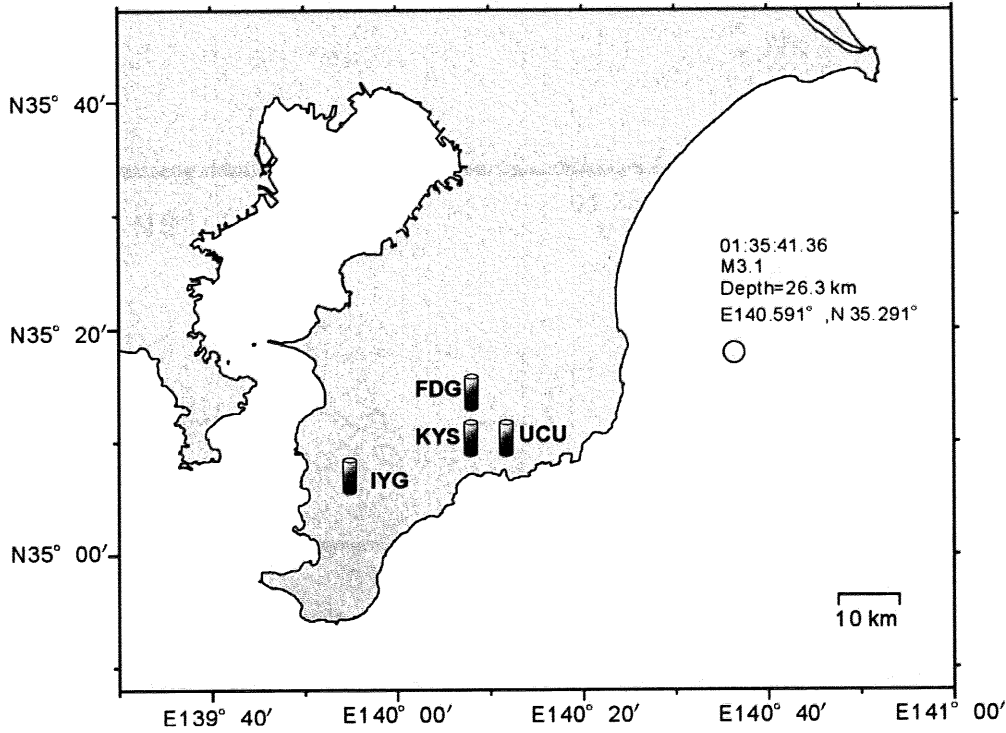 N35° 40′
01:35:41.36
M3.1
Depth=26.3 km
E140.591° ,N 35.291°
N35° 20′
FDG
KYS
UCU
IYG
N35° 00′
10 km
E139° 40′
E140° 00′
E140° 20′
E140° 40′
E141° 00′